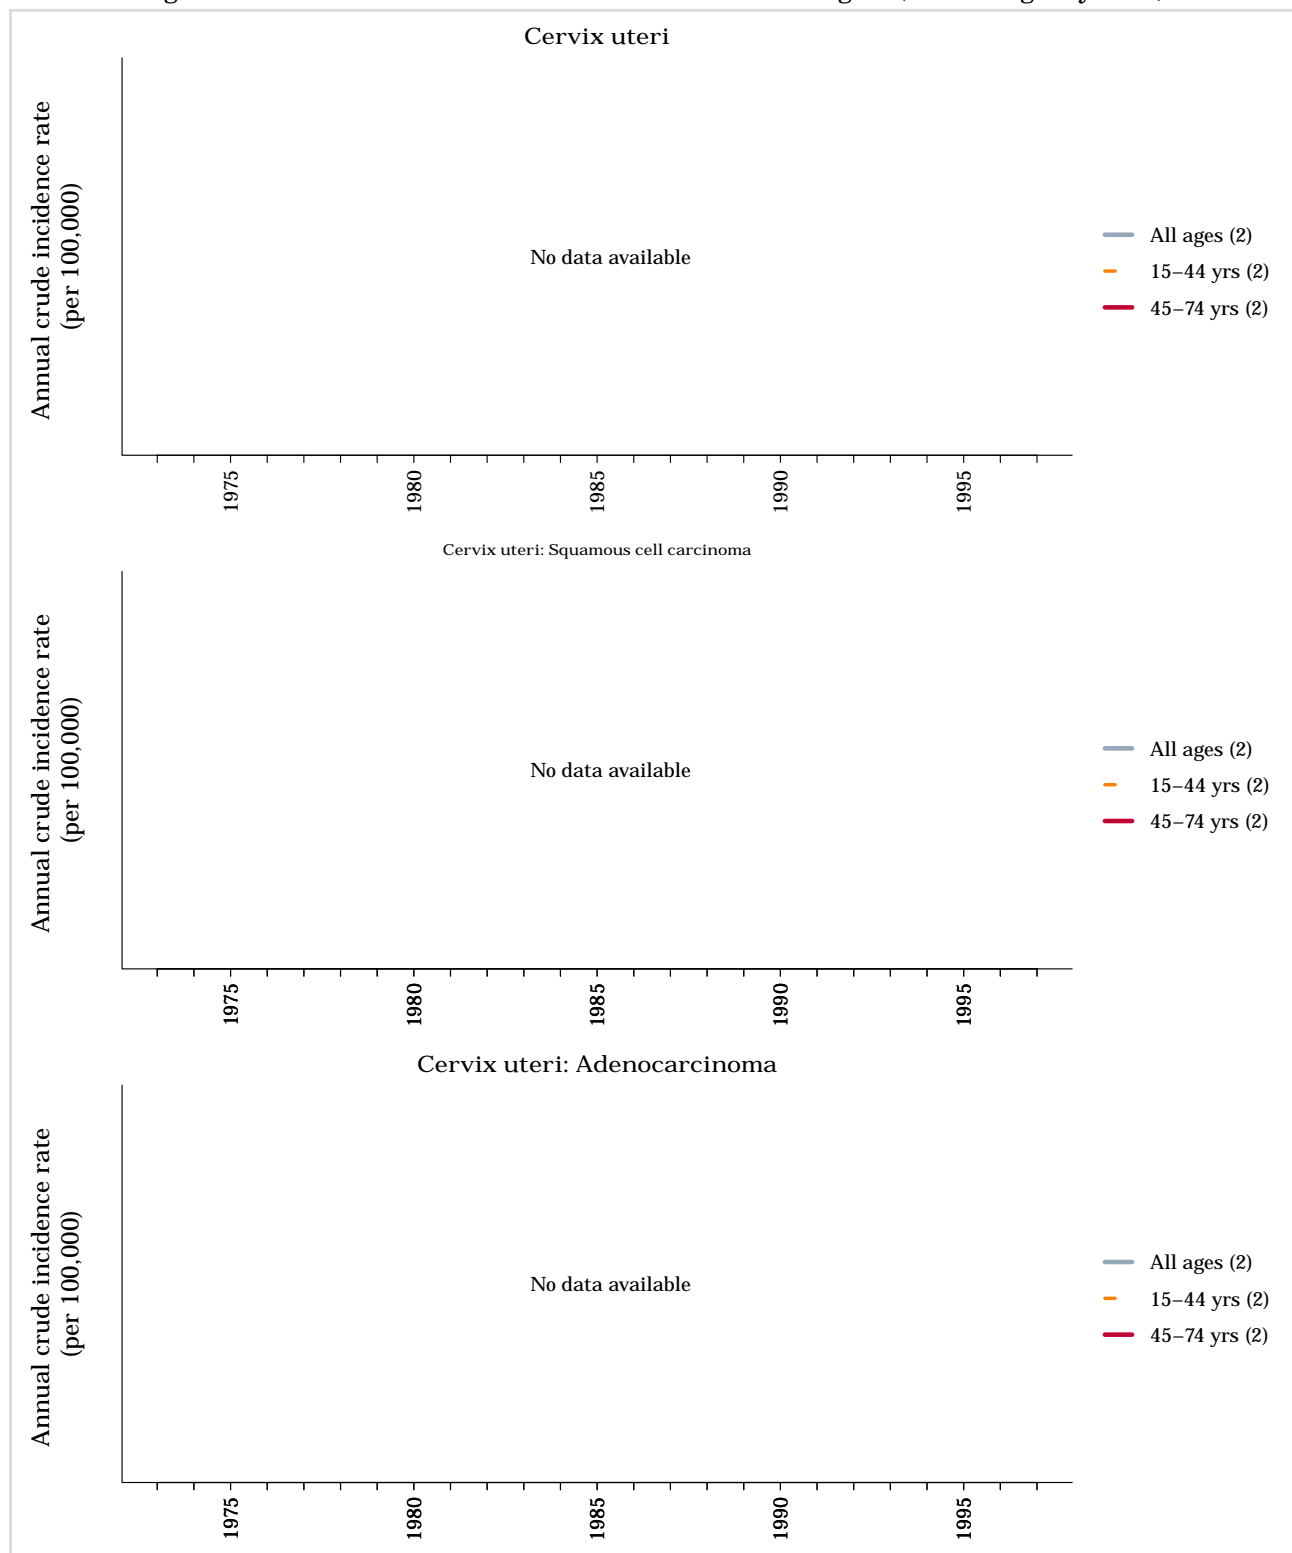 Cervix uteri
Annual crude incidence rate
(per 100,000)
No data available
All ages (2)
15–44 yrs (2)
45–74 yrs (2)
1975
1980
1985
1990
1995
Cervix uteri: Squamous cell carcinoma
Annual crude incidence rate
(per 100,000)
No data available
All ages (2)
15–44 yrs (2)
45–74 yrs (2)
1975
1980
1985
1990
1995
Cervix uteri: Adenocarcinoma
Annual crude incidence rate
(per 100,000)
No data available
All ages (2)
15–44 yrs (2)
45–74 yrs (2)
1975
1980
1985
1990
1995